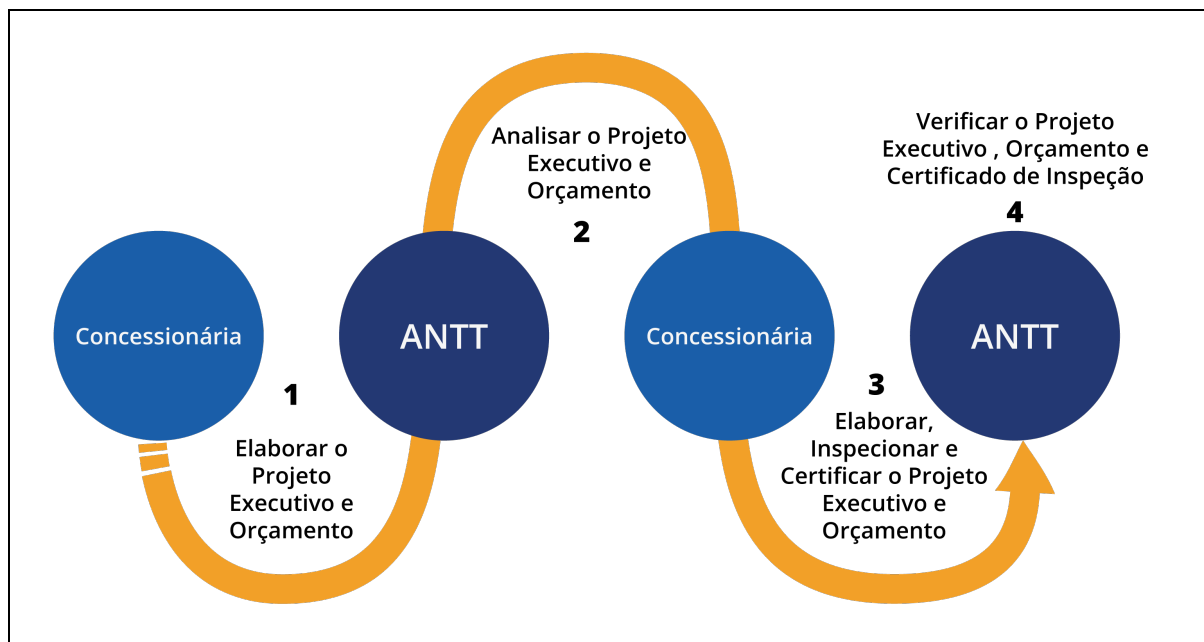 Concessionária
1
Elaborar o
Projeto
Executivo e
Orçamento
ANTT
Analisar o Projeto
Executivo e
Orçamento
2
Concessionária
3
Elaborar,
Inspecionar e
Certificar o Projeto
Executivo e
Orçamento
Verificar o Projeto
Executivo , Orçamento e
Certificado de Inspeção
4
ANTT